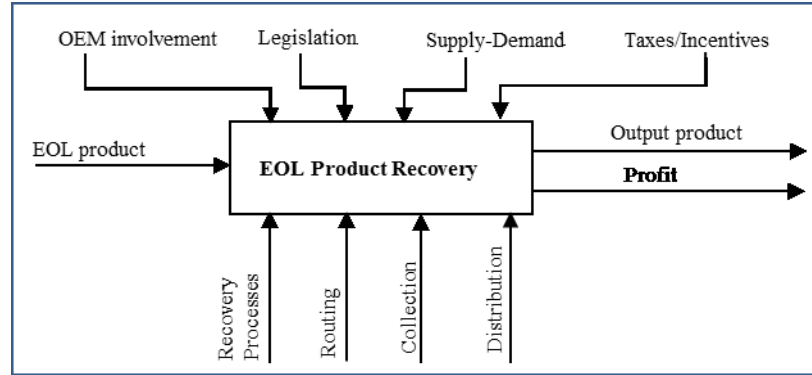 OEM involvement
Legislation
Supply-Demand
Taxes/Incentives
EOL product
EOL Product Recovery
Output product
Profit
Recovery
Processes
Routing
Collection
Distribution